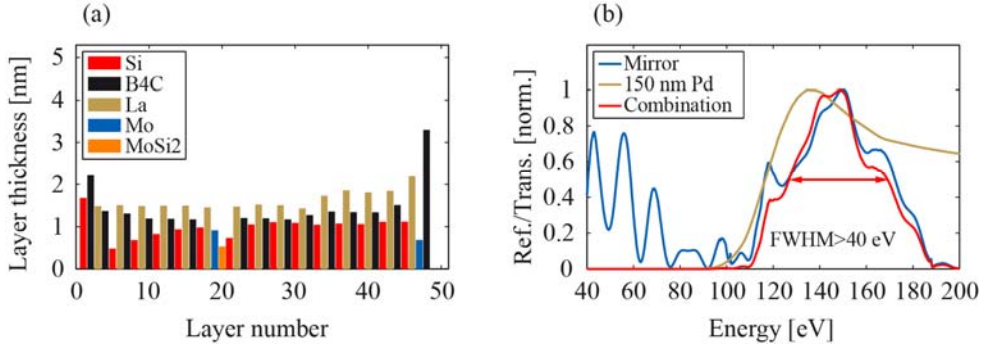 (a)
5
4
3
2
1
0
Layer thickness [nm]
Si
B4C
La
Mo
MoSi2
0
10
20
30
40
50
Layer number
(b)
1
0.8
0.6
0.4
0.2
0
Ref./Trans. [norm.]
Mirror
150 nm Pd
Combination
FWHM>40 eV
40
60
80
100
120
140
160
180
200
Energy [eV]